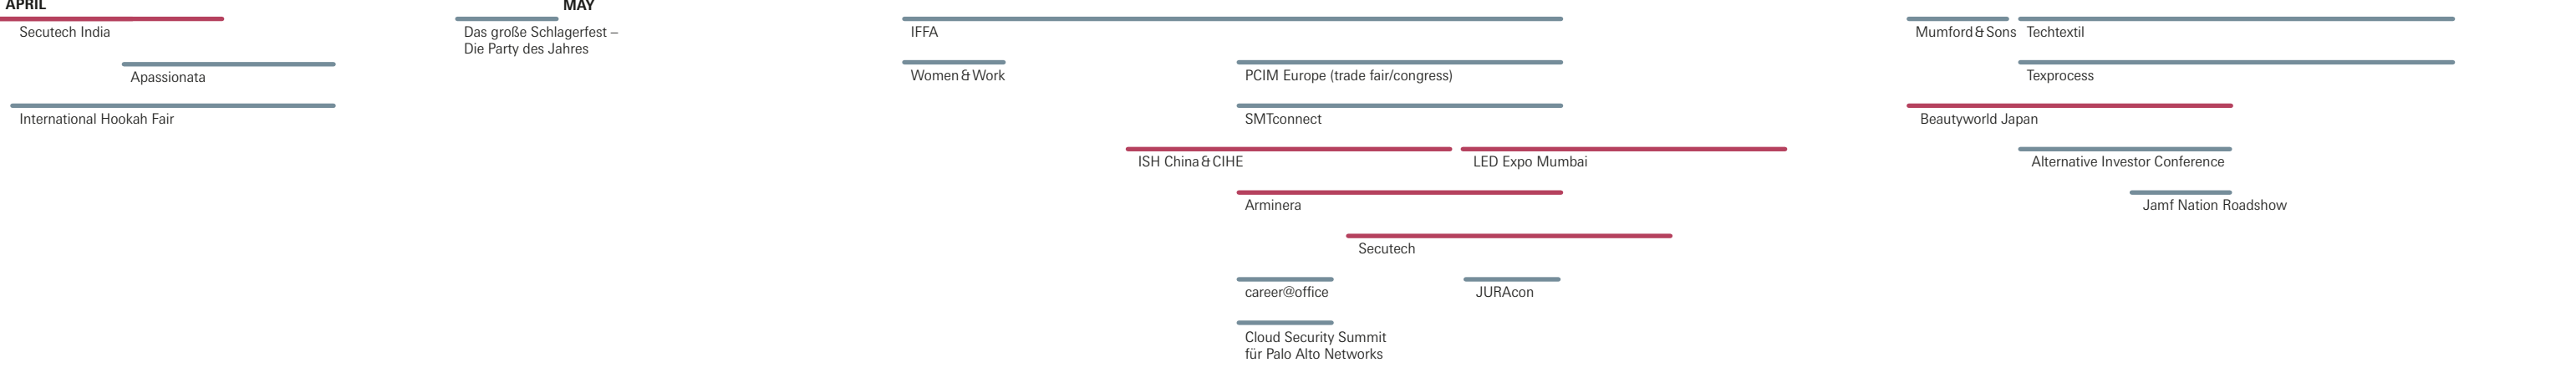 APRIL
MAY
Secutech India
Das große Schlagerfest –
Die Party des Jahres
IFFA
Mumford & Sons
Techtextil
Apassionata
Women & Work
PCIM Europe (trade fair/congress)
Texprocess
International Hookah Fair
SMTconnect
Beautyworld Japan
ISH China & CIHE
LED Expo Mumbai
Alternative Investor Conference
Arminera
Jamf Nation Roadshow
Secutech
career@office
JURAcon
Cloud Security Summit
für Palo Alto Networks